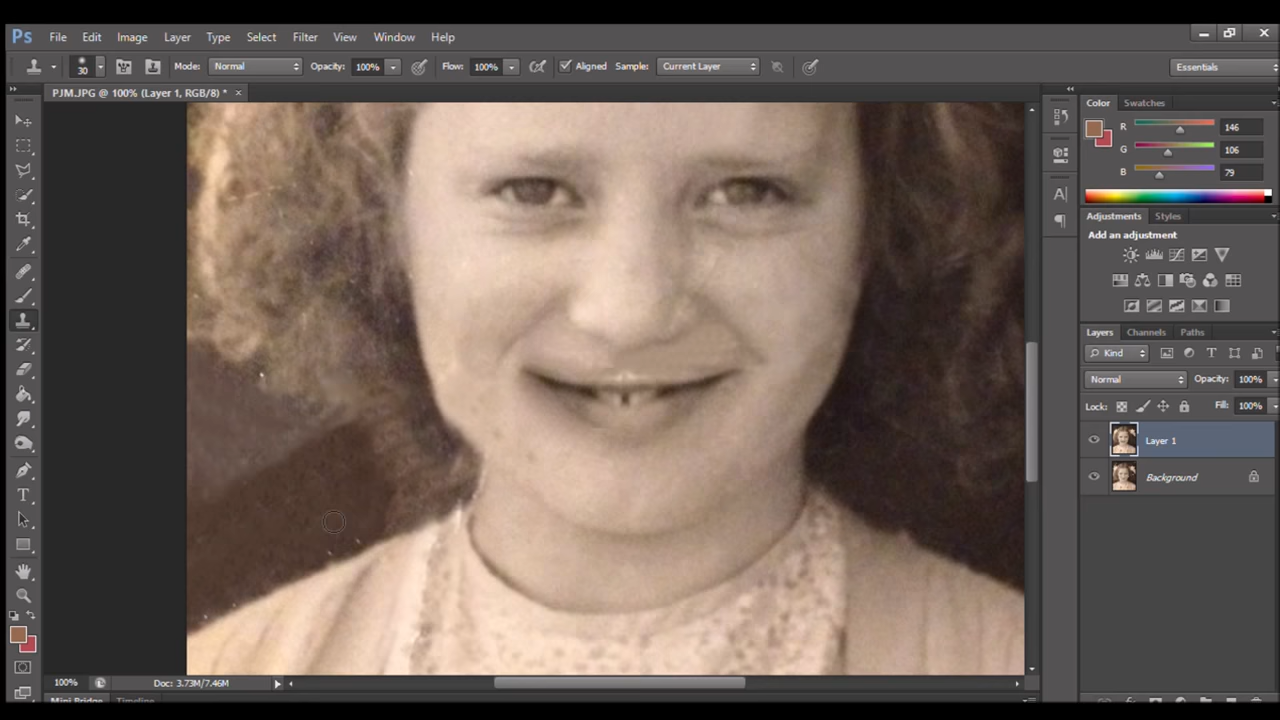 Ps File Edit Image Layer Type Select Filter View Window Help
30 Mode: Normal Opacity: 100% Flow: 100% Aligned Sample: Current Layer Essentials
PJM.JPG @ 100% (Layer 1, RGB/8) * ×
Color Swatches
R 146
G 106
B 79
Adjustments Styles
Add an adjustment
Layers Channels Paths
Kind
Normal Opacity: 100%
Lock: Fill: 100%
Layer 1
Background
100% Doc: 3.73M/7.46M
Mini Bridge Timeline